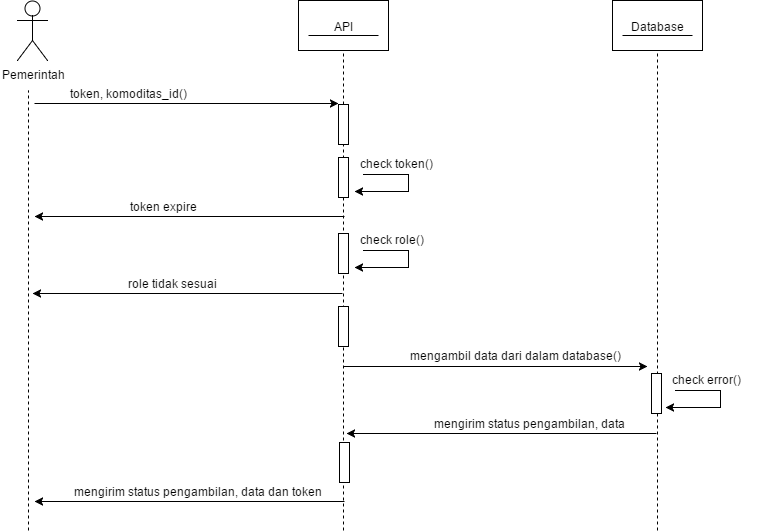 API
Database
Pemerintah
token, komoditas_id()
check token()
token expire
check role()
role tidak sesuai
mengambil data dari dalam database()
check error()
mengirim status pengambilan, data
mengirim status pengambilan, data dan token